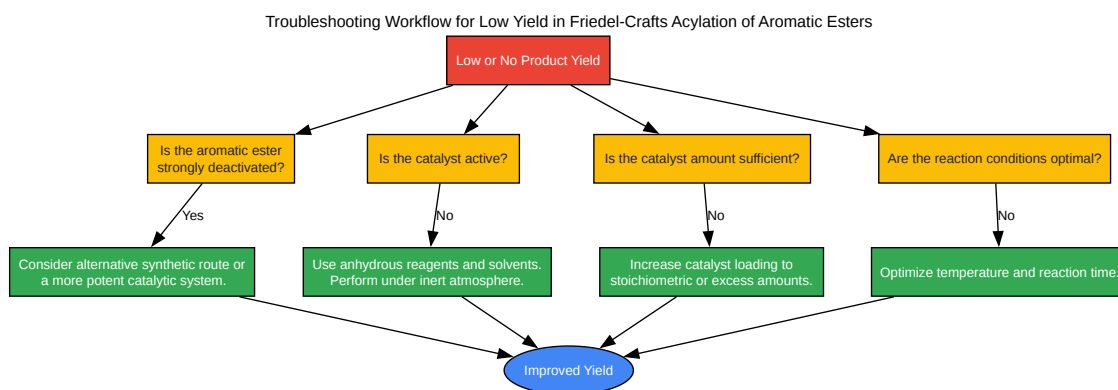 Troubleshooting Workflow for Low Yield in Friedel-Crafts Acylation of Aromatic Esters
Low or No Product Yield
Is the aromatic ester
strongly deactivated?
Is the catalyst active?
Is the catalyst amount sufficient?
Are the reaction conditions optimal?
Yes
No
No
No
Consider alternative synthetic route or
a more potent catalytic system.
Use anhydrous reagents and solvents.
Perform under inert atmosphere.
Increase catalyst loading to
stoichiometric or excess amounts.
Optimize temperature and reaction time.
Improved Yield